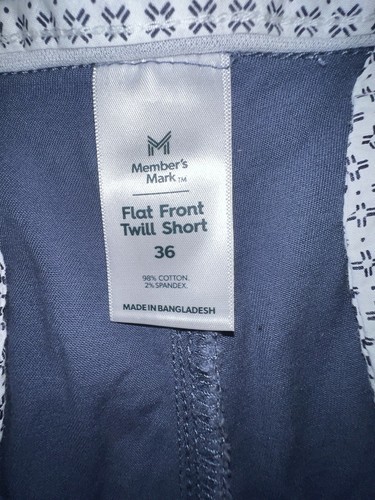 Member's
Mark™
Flat Front
Twill Short
36
98% COTTON.
2% SPANDEX.
MADE IN BANGLADESH